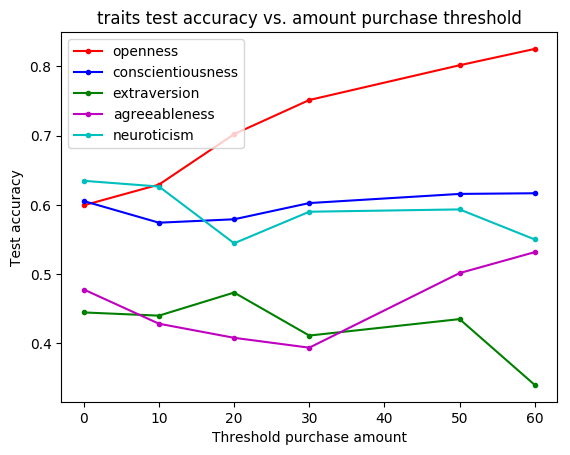 traits test accuracy vs. amount purchase threshold
openness
conscientiousness
extraversion
agreeableness
neuroticism
Test accuracy
0.8
0.7
0.6
0.5
0.4
0 10 20 30 40 50 60
Threshold purchase amount